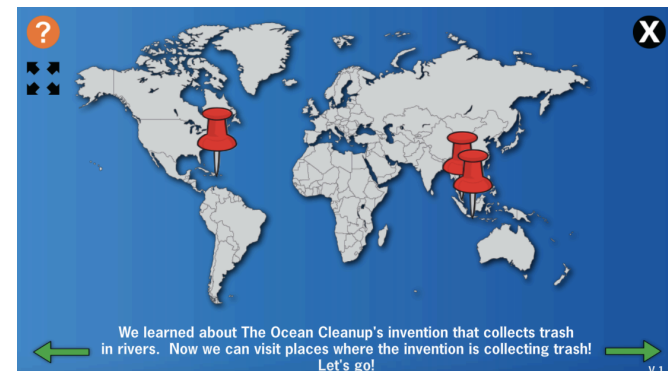 ?
X
We learned about The Ocean Cleanup's invention that collects trash
in rivers.  Now we can visit places where the invention is collecting trash!
Let's go!
V.1